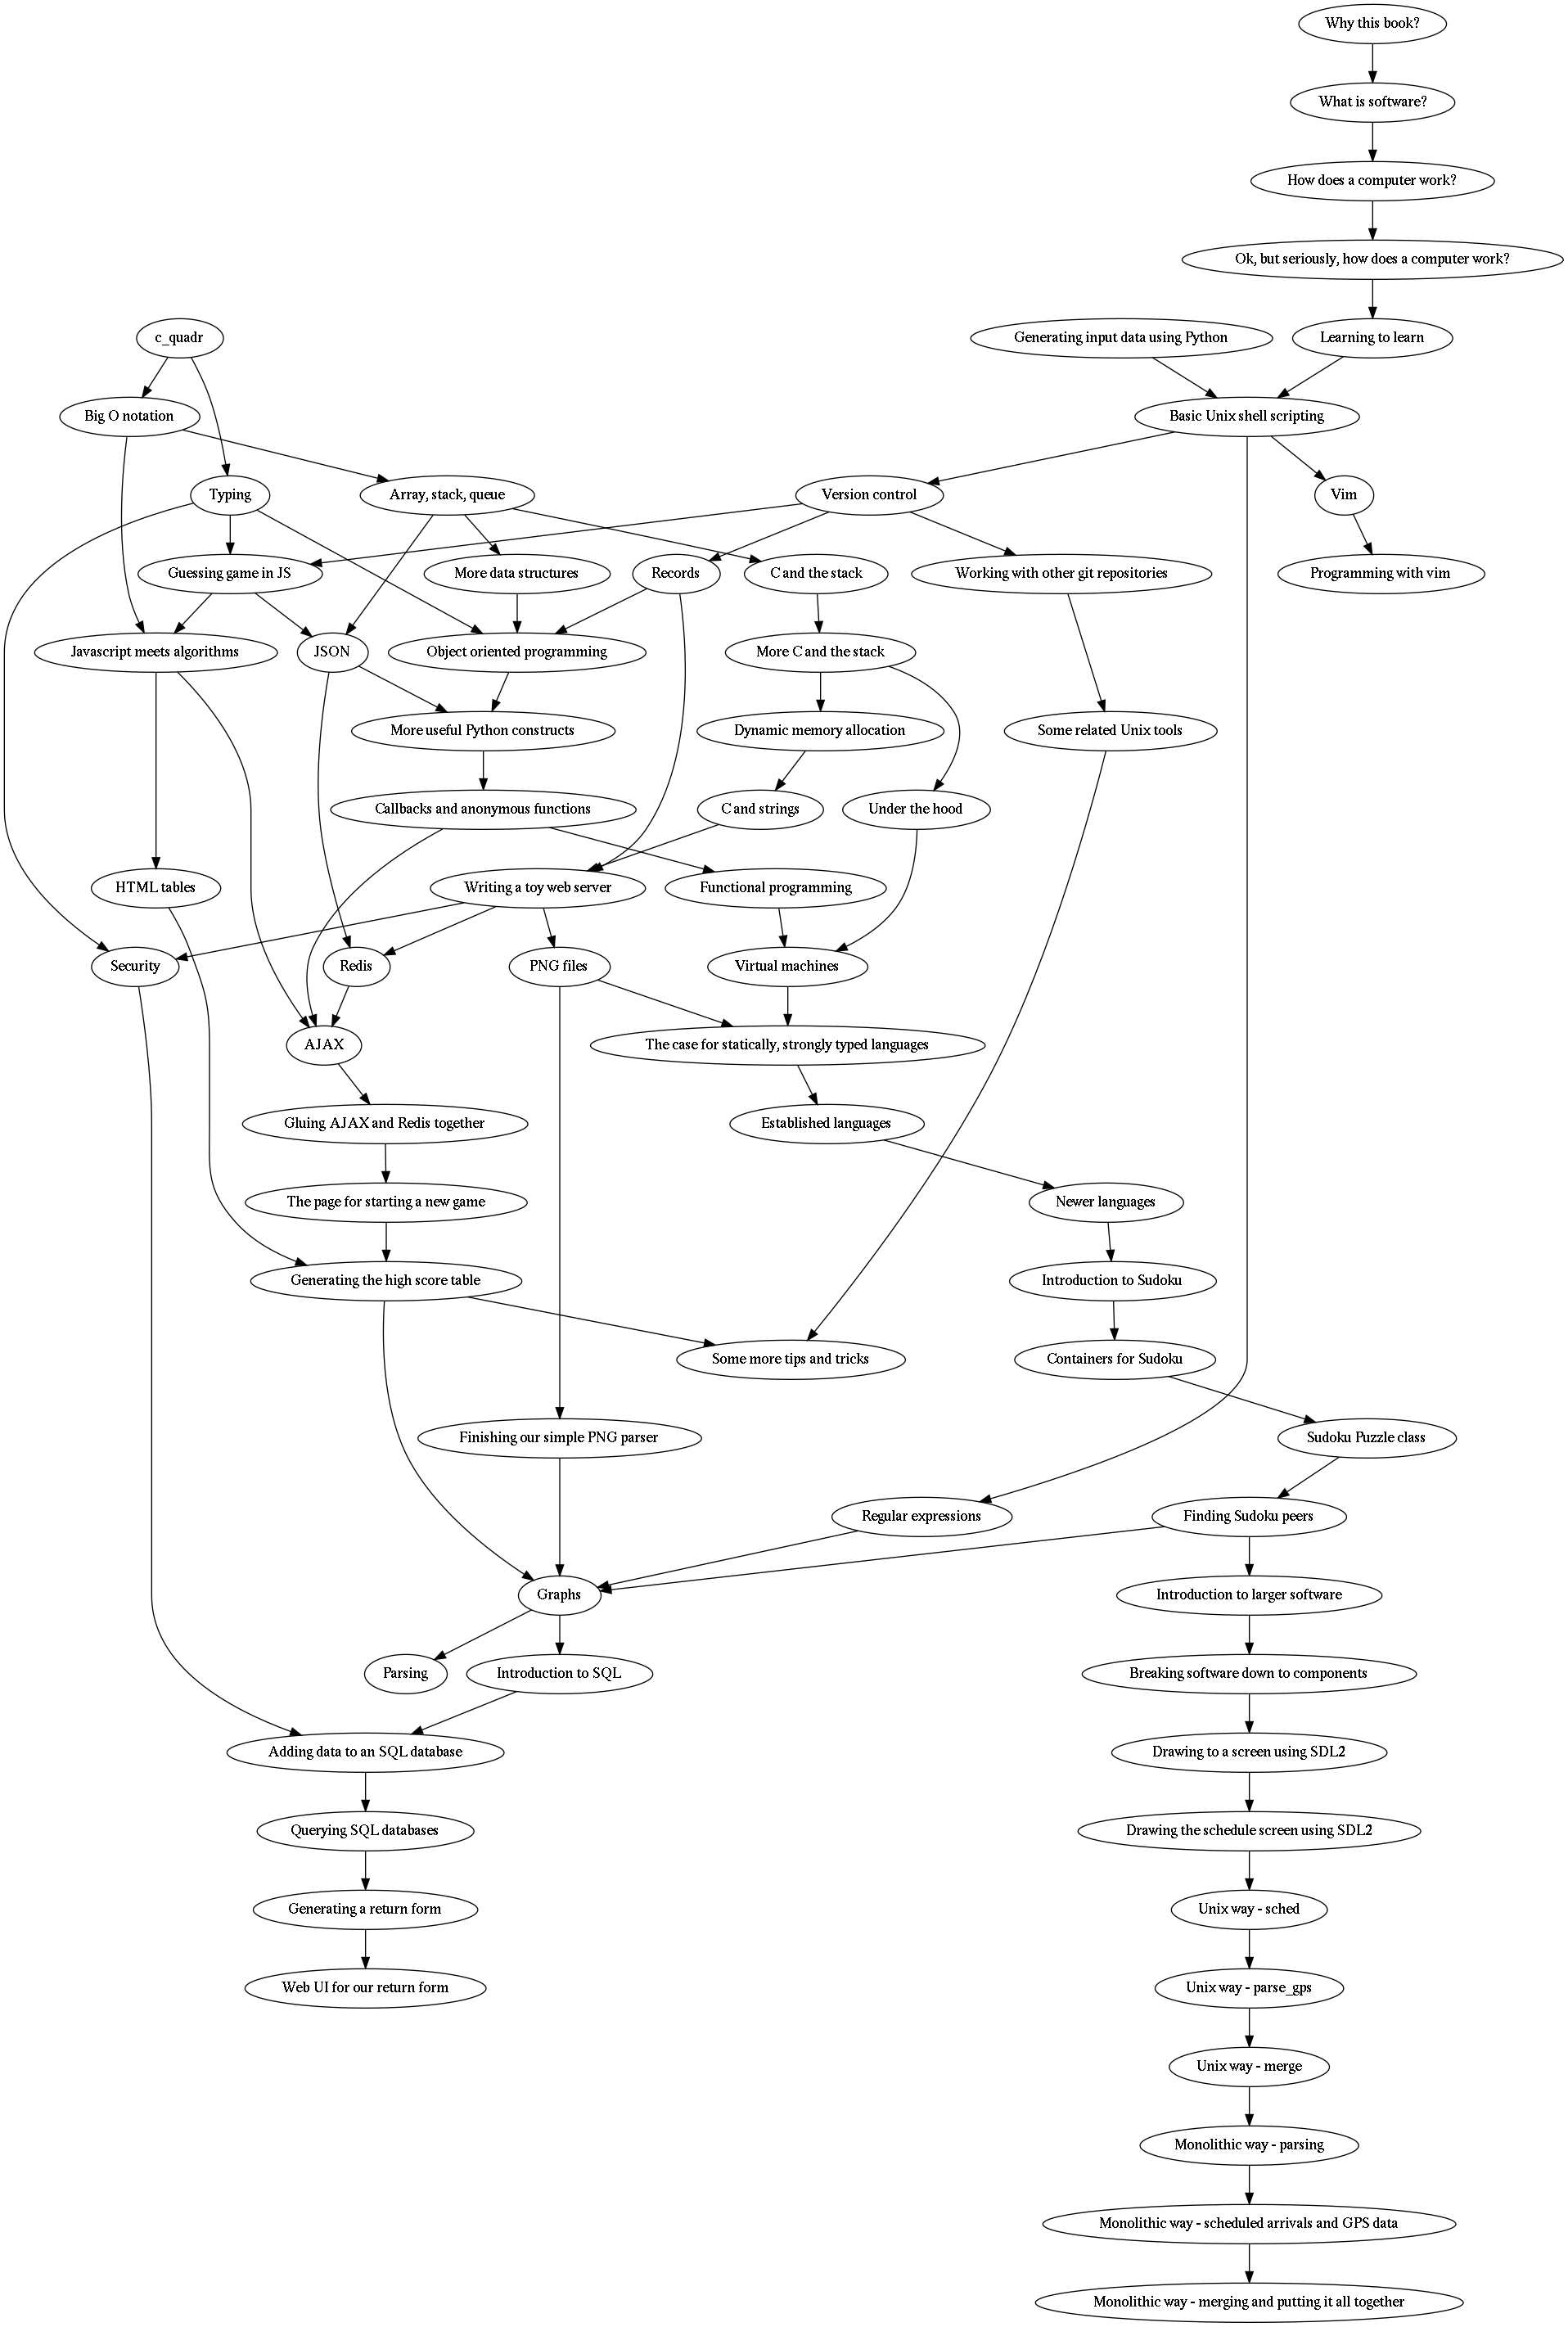 Why this book?
What is software?
How does a computer work?
Ok, but seriously, how does a computer work?
c_quadr
Generating input data using Python
Learning to learn
Big O notation
Basic Unix shell scripting
Typing
Array, stack, queue
Version control
Vim
Guessing game in JS
More data structures
Records
C and the stack
Working with other git repositories
Programming with vim
Javascript meets algorithms
JSON
Object oriented programming
More C and the stack
More useful Python constructs
Dynamic memory allocation
Some related Unix tools
Callbacks and anonymous functions
C and strings
Under the hood
HTML tables
Writing a toy web server
Functional programming
Security
Redis
PNG files
Virtual machines
AJAX
The case for statically, strongly typed languages
Gluing AJAX and Redis together
Established languages
The page for starting a new game
Newer languages
Generating the high score table
Introduction to Sudoku
Some more tips and tricks
Containers for Sudoku
Finishing our simple PNG parser
Sudoku Puzzle class
Regular expressions
Finding Sudoku peers
Graphs
Introduction to larger software
Parsing
Introduction to SQL
Breaking software down to components
Adding data to an SQL database
Drawing to a screen using SDL2
Querying SQL databases
Drawing the schedule screen using SDL2
Generating a return form
Unix way - sched
Web UI for our return form
Unix way - parse_gps
Unix way - merge
Monolithic way - parsing
Monolithic way - scheduled arrivals and GPS data
Monolithic way - merging and putting it all together